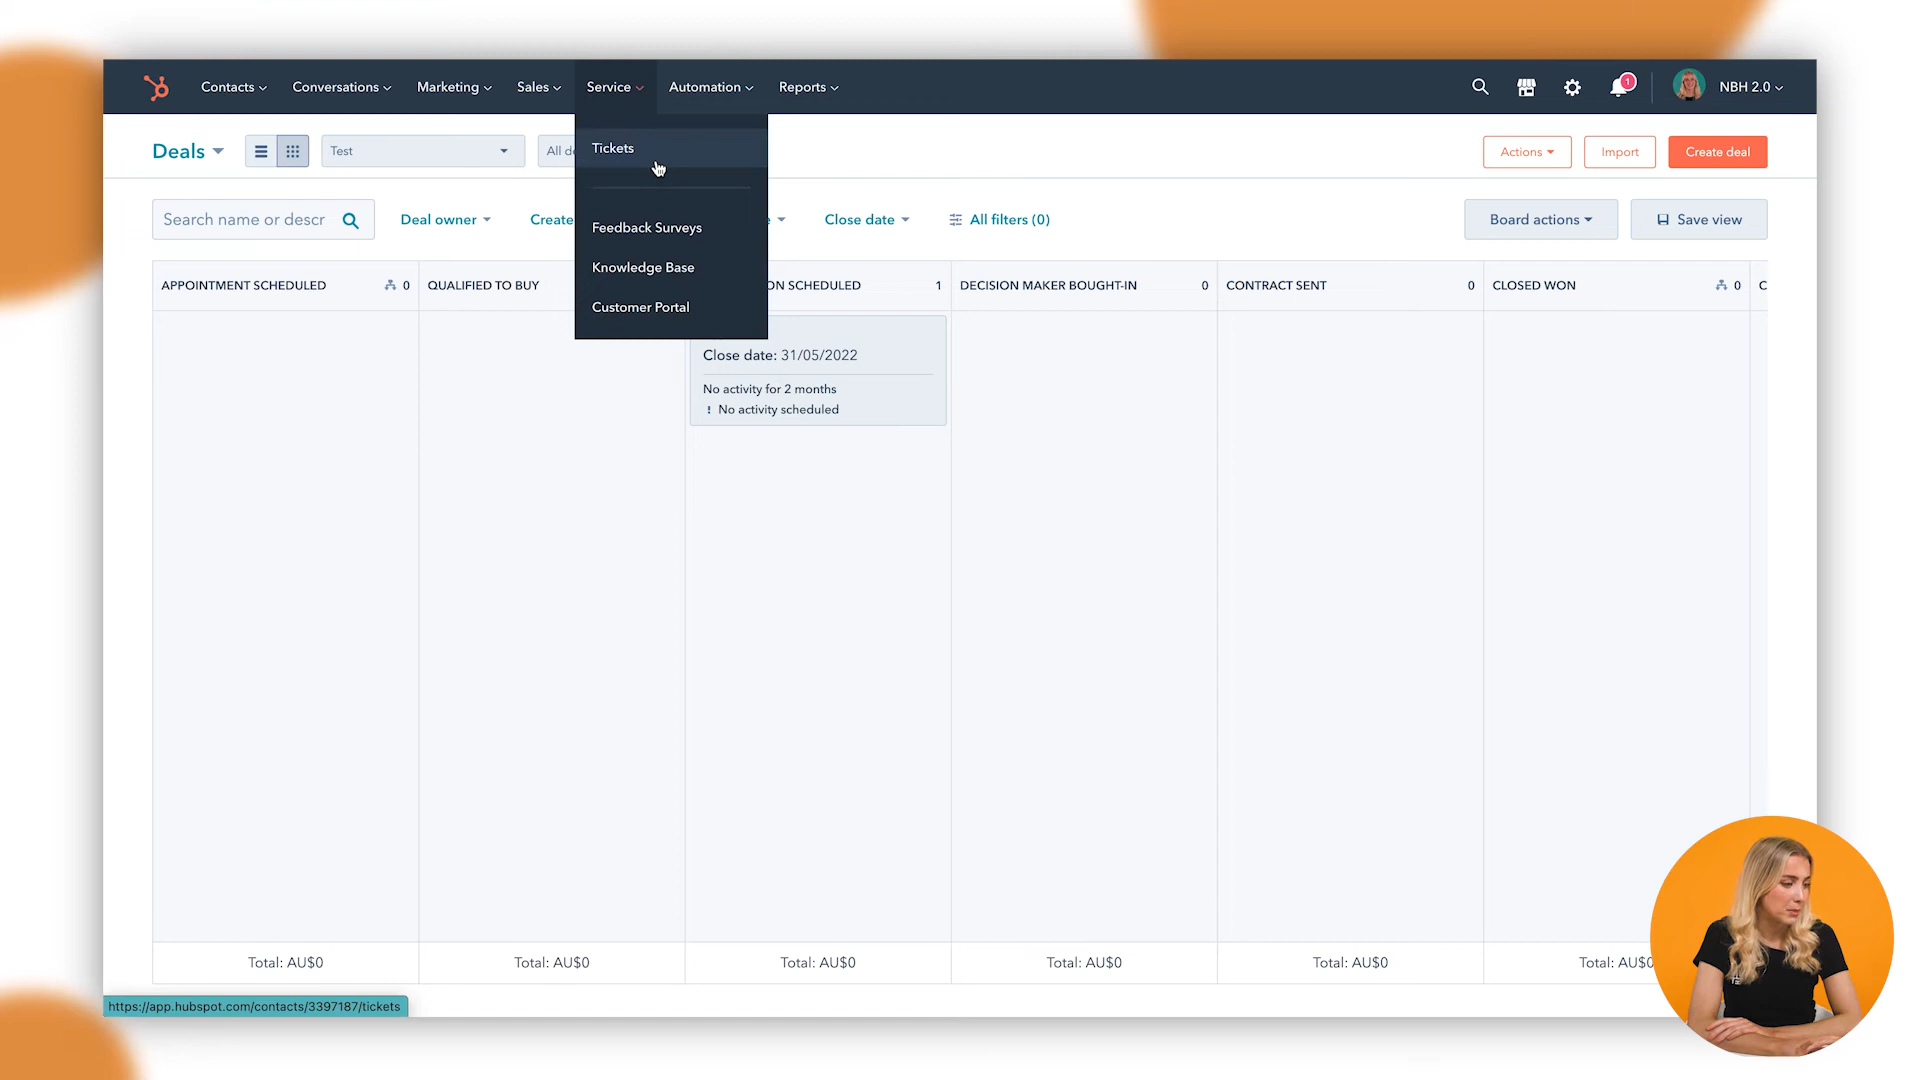 Contacts Conversations Marketing Sales Service Automation Reports 1 NBH 2.0
Deals Test All de Actions Import Create deal
Tickets
Search name or descr Deal owner Create Close date All filters (0) Board actions Save view
Feedback Surveys
Knowledge Base
Customer Portal
APPOINTMENT SCHEDULED 0 QUALIFIED TO BUY ON SCHEDULED 1 DECISION MAKER BOUGHT-IN 0 CONTRACT SENT 0 CLOSED WON 0 C
Close date: 31/05/2022
No activity for 2 months
! No activity scheduled
Total: AU$0 Total: AU$0 Total: AU$0 Total: AU$0 Total: AU$0 Total: AU$0
https://app.hubspot.com/contacts/3397187/tickets